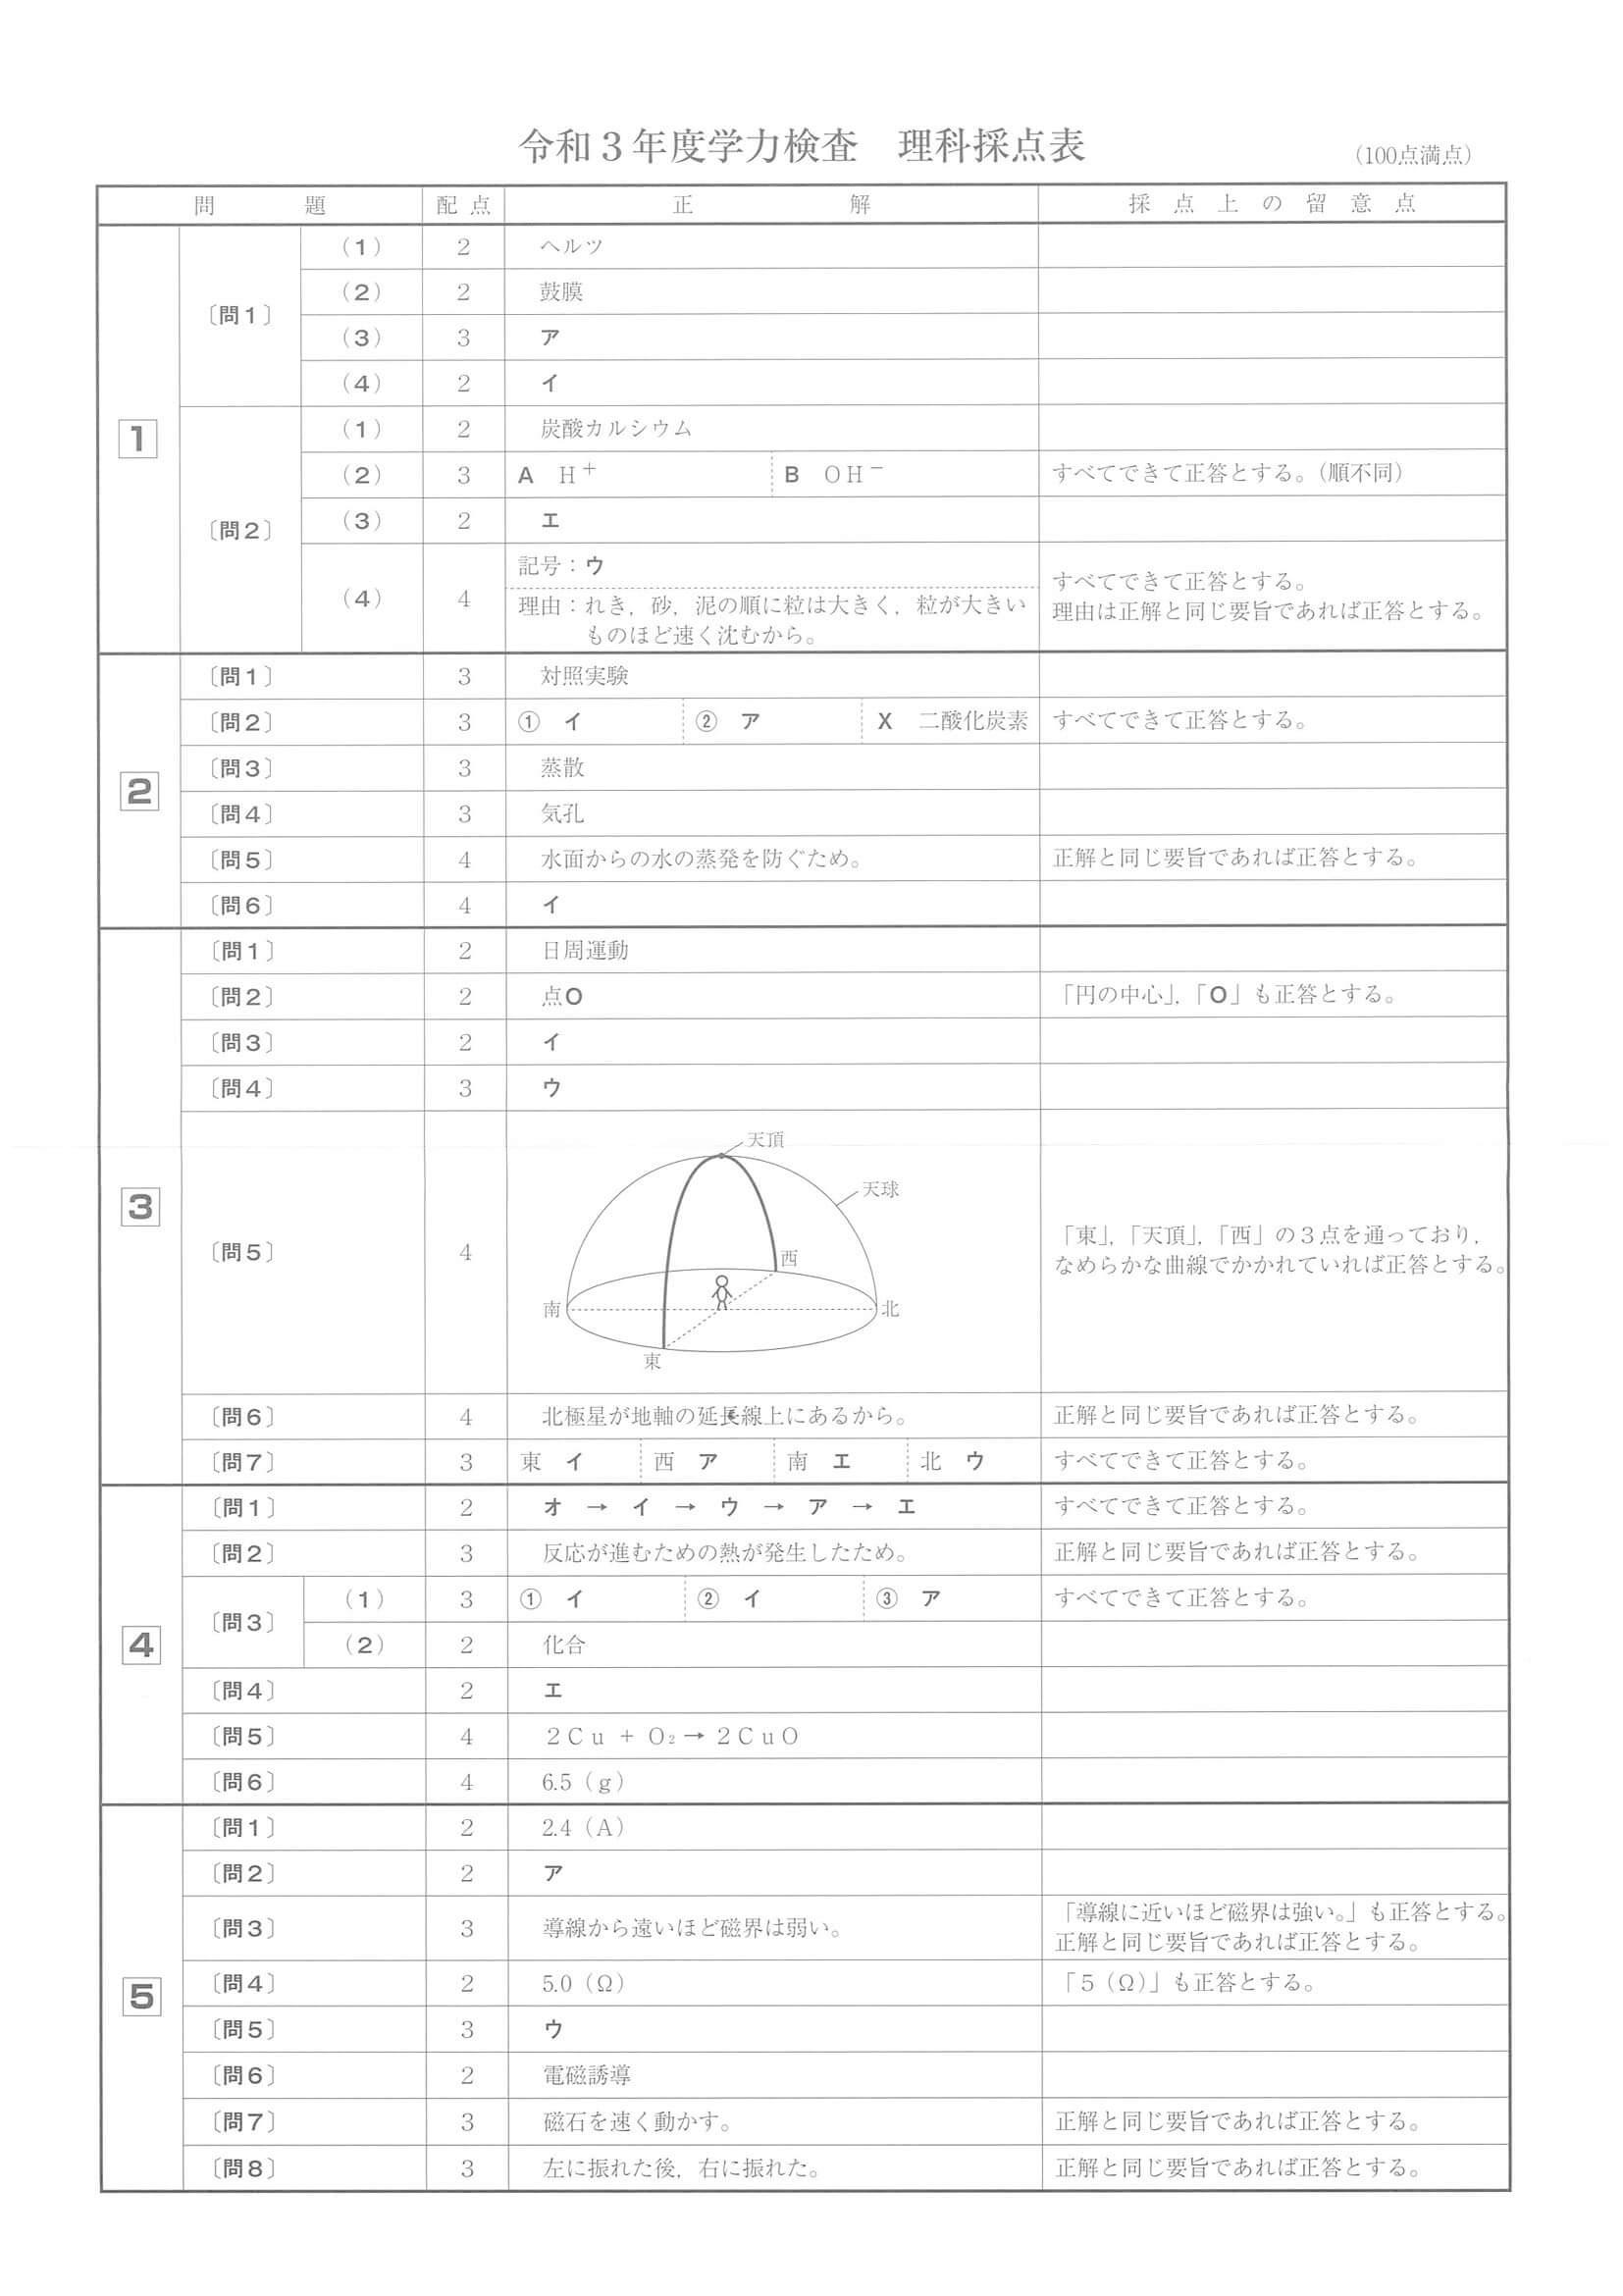 令和３年度学力検査　理科採点表
（100点満点）
問　題　配点　正　解　採点上の留意点
1
〔問1〕（1）　2　ヘルツ
（2）　2　鼓膜
（3）　3　ア
（4）　2　イ
〔問2〕（1）　2　炭酸カルシウム
（2）　3　A　H⁺　B　OH⁻　すべてできて正答とする。（順不同）
（3）　2　エ
（4）　4　記号：ウ
理由：れき，砂，泥の順に粒は大きく，粒が大きい
ものほど速く沈むから。
すべてできて正答とする。
理由は正解と同じ要旨であれば正答とする。
2
〔問1〕　3　対照実験
〔問2〕　3　①　イ　②　ア　X　二酸化炭素　すべてできて正答とする。
〔問3〕　3　蒸散
〔問4〕　3　気孔
〔問5〕　4　水面からの水の蒸発を防ぐため。　正解と同じ要旨であれば正答とする。
〔問6〕　4　イ
3
〔問1〕　2　日周運動
〔問2〕　2　点O　「円の中心」，「O」も正答とする。
〔問3〕　2　イ
〔問4〕　3　ウ
〔問5〕　4
天頂
天球
西
南
北
東
「東」，「天頂」，「西」の３点を通っており，
なめらかな曲線でかかれていれば正答とする。
〔問6〕　4　北極星が地軸の延長線上にあるから。　正解と同じ要旨であれば正答とする。
〔問7〕　3　東　イ　西　ア　南　エ　北　ウ　すべてできて正答とする。
4
〔問1〕　2　オ → イ → ウ → ア → エ　すべてできて正答とする。
〔問2〕　3　反応が進むための熱が発生したため。　正解と同じ要旨であれば正答とする。
〔問3〕（1）　3　①　イ　②　イ　③　ア　すべてできて正答とする。
（2）　2　化合
〔問4〕　2　エ
〔問5〕　4　2Cu + O₂ → 2CuO
〔問6〕　4　6.5（g）
5
〔問1〕　2　2.4（A）
〔問2〕　2　ア
〔問3〕　3　導線から遠いほど磁界は弱い。
「導線に近いほど磁界は強い。」も正答とする。
正解と同じ要旨であれば正答とする。
〔問4〕　2　5.0（Ω）　「５（Ω）」も正答とする。
〔問5〕　3　ウ
〔問6〕　2　電磁誘導
〔問7〕　3　磁石を速く動かす。　正解と同じ要旨であれば正答とする。
〔問8〕　3　左に振れた後，右に振れた。　正解と同じ要旨であれば正答とする。